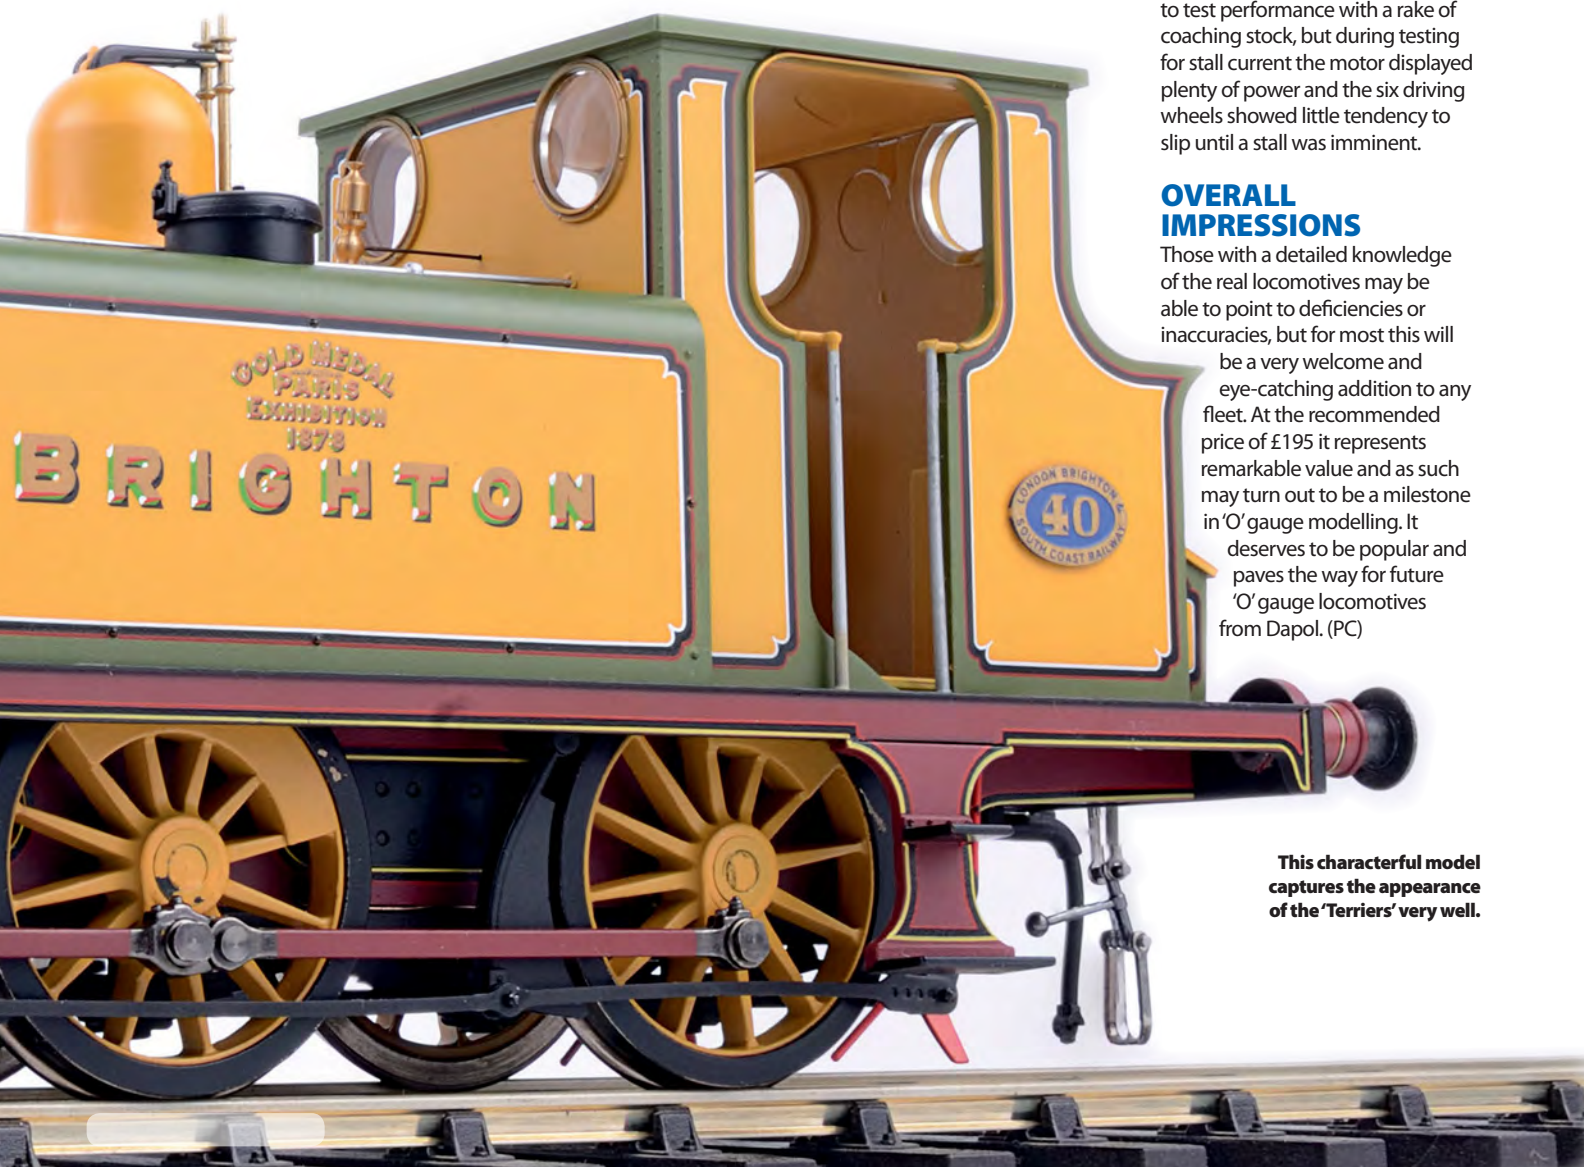 to test performance with a rake of
coaching stock, but during testing
for stall current the motor displayed
plenty of power and the six driving
wheels showed little tendency to
slip until a stall was imminent.
OVERALL
IMPRESSIONS
Those with a detailed knowledge
of the real locomotives may be
able to point to deficiencies or
inaccuracies, but for most this will
be a very welcome and
eye-catching addition to any
fleet. At the recommended
price of £195 it represents
remarkable value and as such
may turn out to be a milestone
in ‘O’ gauge modelling. It
deserves to be popular and
paves the way for future
‘O’ gauge locomotives
from Dapol. (PC)
GOLD MEDAL
PARIS
EXHIBITION
1878
BRIGHTON
LONDON BRIGHTON &
40
SOUTH COAST RAILWAY
This characterful model
captures the appearance
of the ‘Terriers’ very well.